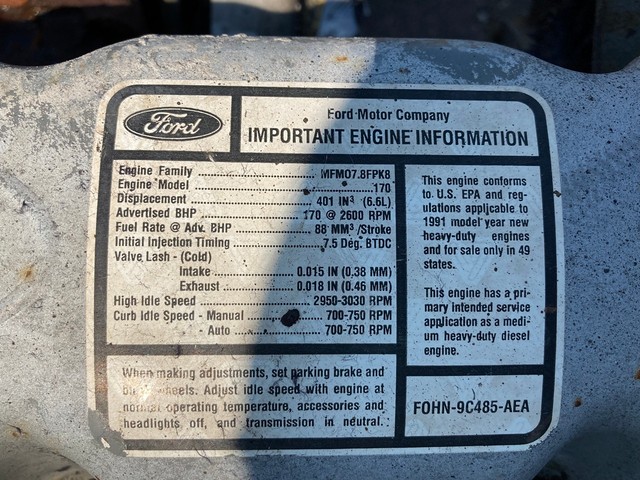 Ford
Ford Motor Company
IMPORTANT ENGINE INFORMATION
Engine Family ........................ MFM07.8FPK8
Engine Model ........................ 170
Displacement ........................ 401 IN³ (6.6L)
Advertised BHP ........................ 170 @ 2600 RPM
Fuel Rate @ Adv. BHP ............ 88 MM³ /Stroke
Initial Injection Timing ............ 7.5 Deg. BTDC
Valve Lash - (Cold)
Intake ............ 0.015 IN (0.38 MM)
Exhaust ............ 0.018 IN (0.46 MM)
High Idle Speed ............ 2950-3030 RPM
Curb Idle Speed - Manual ............ 700-750 RPM
- Auto ............ 700-750 RPM
When making adjustments, set parking brake and
wheels. Adjust idle speed with engine at
normal operating temperature, accessories and
headlights off, and transmission in neutral.
This engine conforms
to U.S. EPA and reg-
ulations applicable to
1991 model year new
heavy-duty engines
and for sale only in 49
states.
This engine has a pri-
mary intended service
application as a medi-
um heavy-duty diesel
engine.
FOHN-9C485-AEA